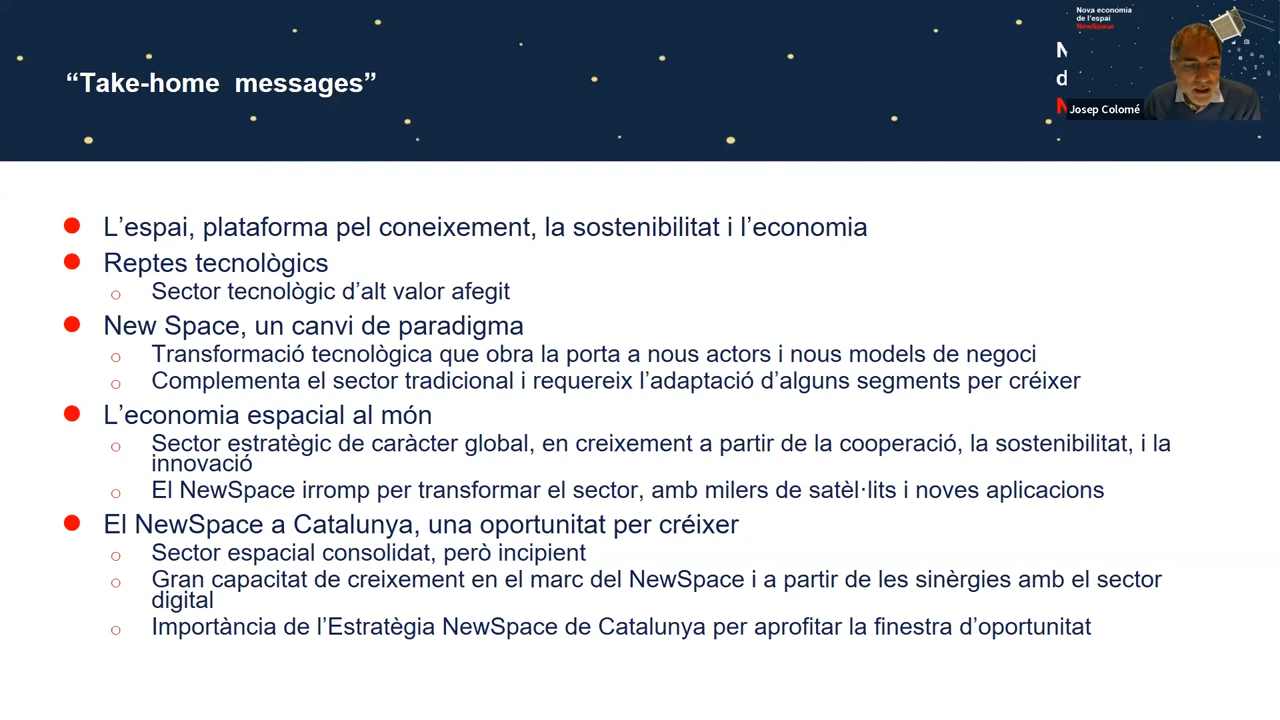 “Take-home messages”
Nova economia
de l'espai
NewSpace
N
d
N
Josep Colomé
L’espai, plataforma pel coneixement, la sostenibilitat i l’economia
Reptes tecnològics
Sector tecnològic d’alt valor afegit
New Space, un canvi de paradigma
Transformació tecnològica que obra la porta a nous actors i nous models de negoci
Complementa el sector tradicional i requereix l’adaptació d’alguns segments per créixer
L’economia espacial al món
Sector estratègic de caràcter global, en creixement a partir de la cooperació, la sostenibilitat, i la
innovació
El NewSpace irromp per transformar el sector, amb milers de satèl·lits i noves aplicacions
El NewSpace a Catalunya, una oportunitat per créixer
Sector espacial consolidat, però incipient
Gran capacitat de creixement en el marc del NewSpace i a partir de les sinèrgies amb el sector
digital
Importància de l’Estratègia NewSpace de Catalunya per aprofitar la finestra d’oportunitat